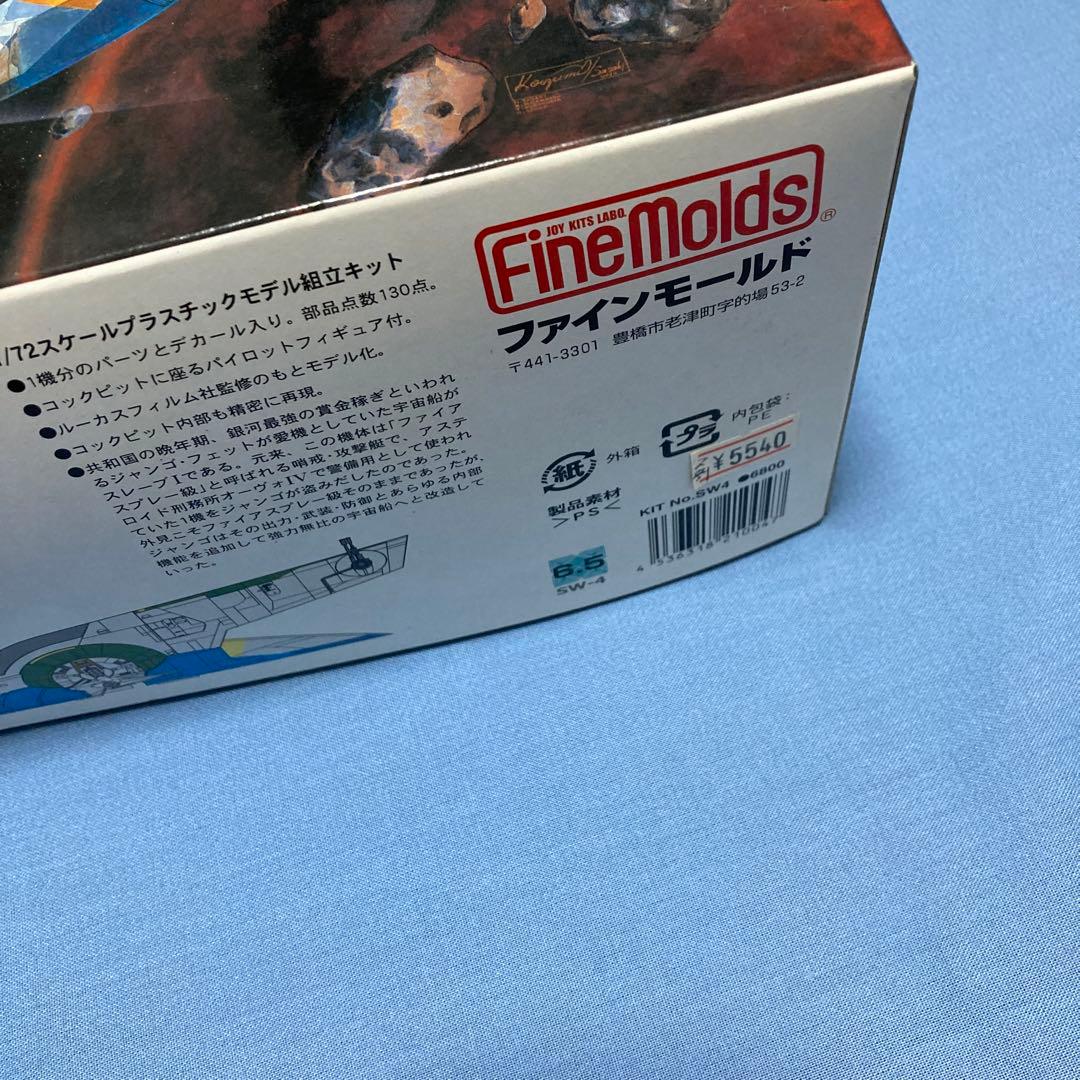 JOY KITS LABO.
FineMolds®
ファインモールド
〒441-3301 豊橋市老津町字的場53-2
1/72スケールプラスチックモデル組立キット
●1機分のパーツとデカール入り。部品点数130点。
●コックピットに座るパイロットフィギュア付。
●ルーカスフィルム社監修のもとモデル化。
●コックピット内部も精密に再現。
●共和国の晩年期、銀河最強の賞金稼ぎといわれ
るジャンゴ・フェットが愛機としていた宇宙船が
スレーブIである。元来、この機体は「ファイア
スプレー級」と呼ばれる哨戒・攻撃艇で、アステ
ロイド刑務所オーヴォIVで警備用として使われ
ていた1機をジャンゴが盗みだしたのであった。
外見こそファイアスプレー級そのままであったが、
ジャンゴはその出力・武装・防御とあらゆる内部
機能を追加して強力無比の宇宙船へと改造して
いった。
紙
外箱
プラ
内包袋:
PE
製品素材
>PS<
¥5540
KIT No.SW4 ●6800
4 536318 210047
6.5
SW-4